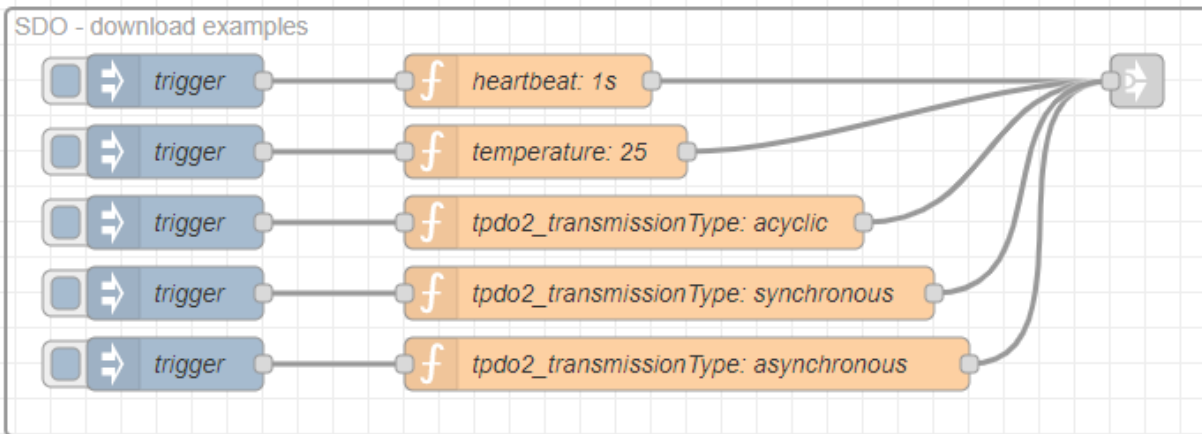 SDO - download examples
trigger heartbeat: 1s
trigger temperature: 25
trigger tpdo2_transmissionType: acyclic
trigger tpdo2_transmissionType: synchronous
trigger tpdo2_transmissionType: asynchronous